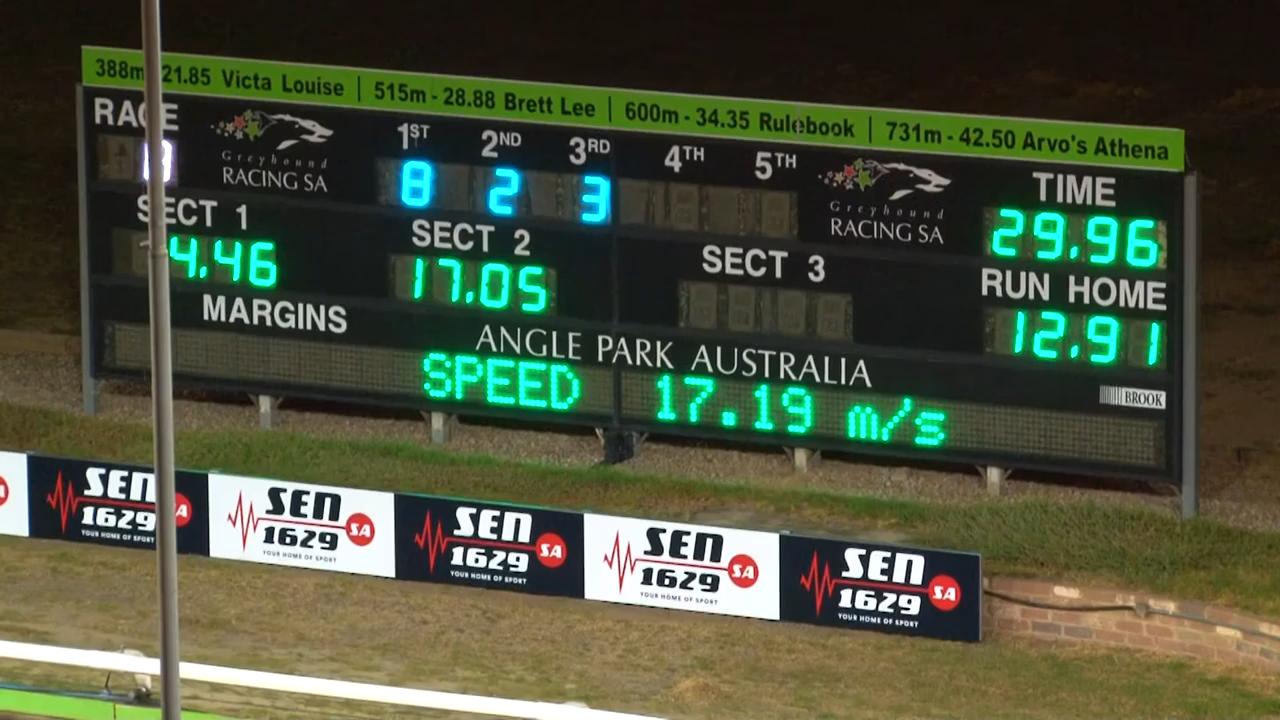 388m 21.85 Victa Louise | 515m - 28.88 Brett Lee | 600m - 34.35 Rulebook | 731m - 42.50 Arvo's Athena
RACE
Greyhound
RACING SA
1ST 2ND 3RD 4TH 5TH
8 2 3
Greyhound
RACING SA
TIME
29.96
SECT 1
4.46
SECT 2
17.05
SECT 3
RUN HOME
12.91
MARGINS
ANGLE PARK AUSTRALIA
SPEED 17.19 m/s
BROOK
SEN
1629 SA
SEN
1629 SA
YOUR HOME OF SPORT
SEN
1629 SA
YOUR HOME OF SPORT
SEN
1629 SA
YOUR HOME OF SPORT
SEN
1629 SA
YOUR HOME OF SPORT